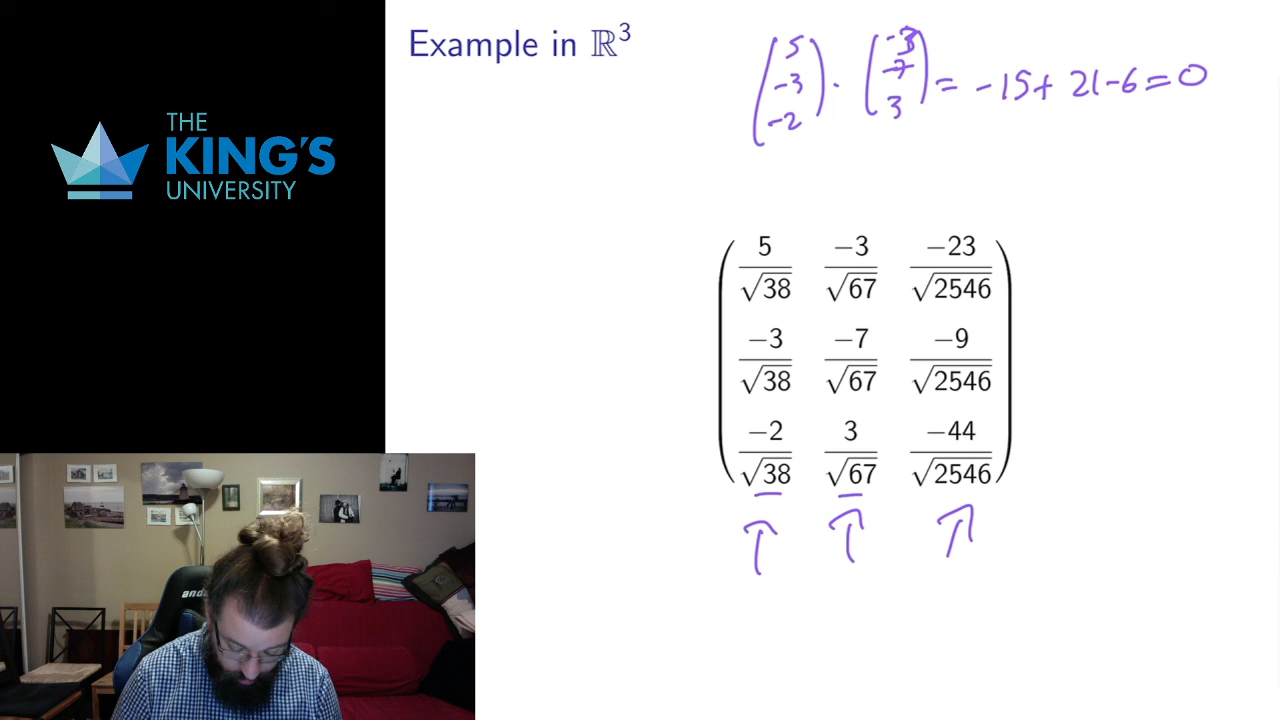 THE
KING'S
UNIVERSITY
Example in ℝ³
(5 -3 -2) · (-3 -7 3) = -15 + 21 - 6 = 0
5/√38 -3/√67 -23/√2546
-3/√38 -7/√67 -9/√2546
-2/√38 3/√67 -44/√2546
↑ ↑ ↑